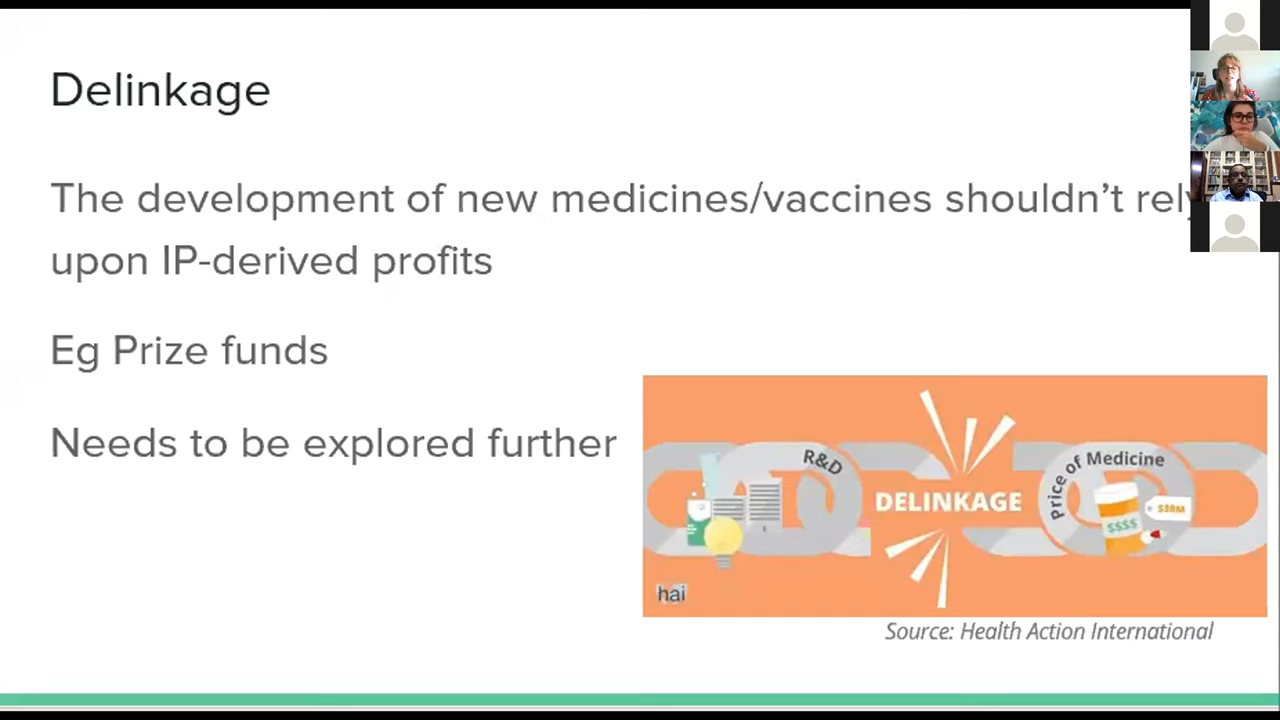 Delinkage
The development of new medicines/vaccines shouldn’t rely
upon IP-derived profits
Eg Prize funds
Needs to be explored further
R&D
DELINKAGE
Price of Medicine
$$$$
$38M
hai
Source: Health Action International